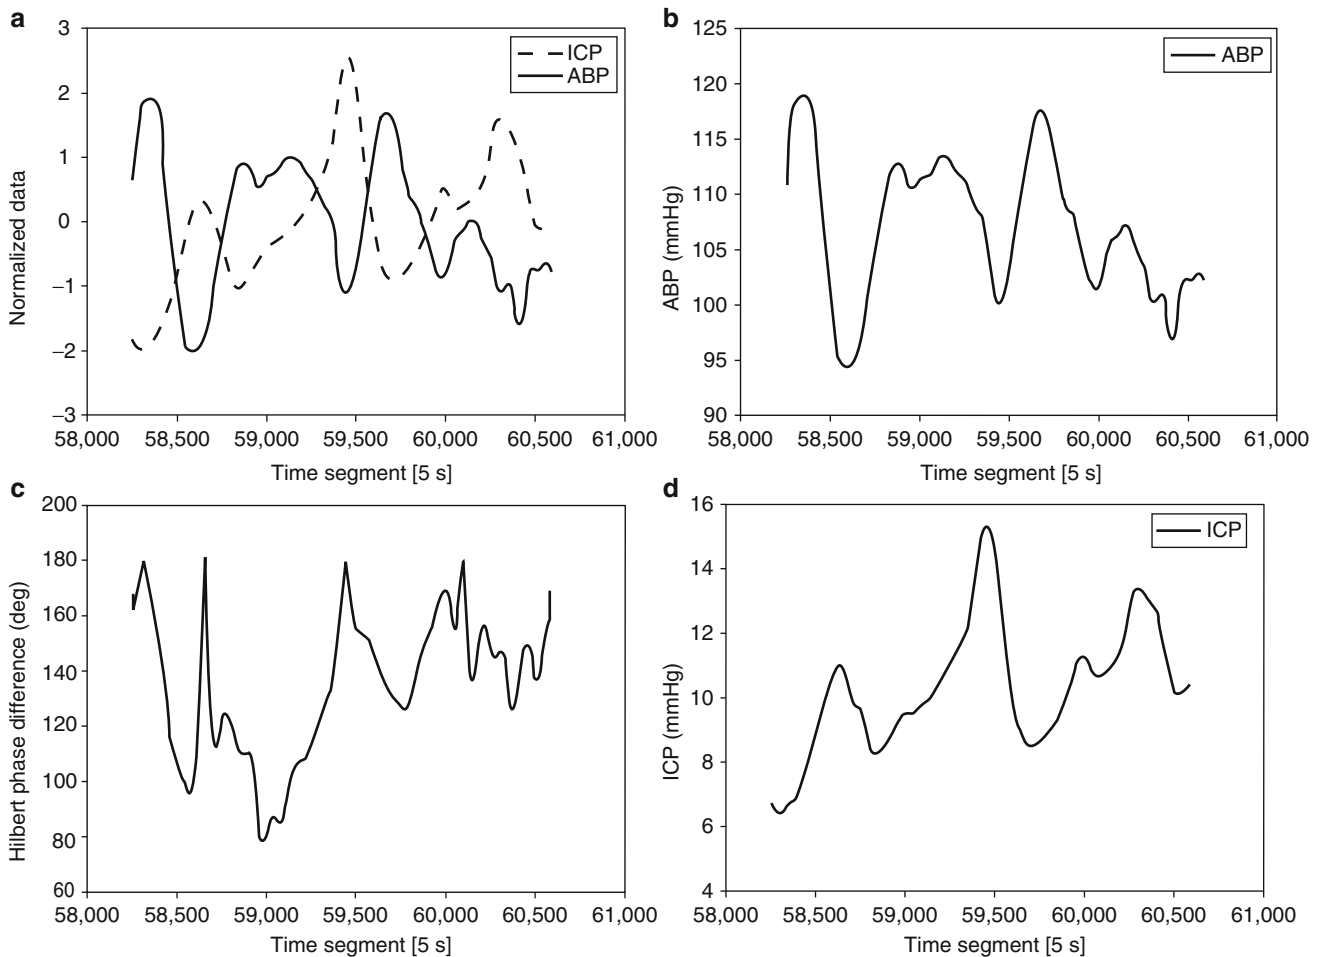 a
3
2
1
0
–1
–2
–3
Normalized data
ICP
ABP
58,000 58,500 59,000 59,500 60,000 60,500 61,000
Time segment [5 s]
b
125
120
115
110
105
100
95
90
ABP (mmHg)
ABP
58,000 58,500 59,000 59,500 60,000 60,500 61,000
Time segment [5 s]
c
200
180
160
140
120
100
80
60
Hilbert phase difference (deg)
58,000 58,500 59,000 59,500 60,000 60,500 61,000
Time segment [5 s]
d
16
14
12
10
8
6
4
ICP (mmHg)
ICP
58,000 58,500 59,000 59,500 60,000 60,500 61,000
Time segment [5 s]